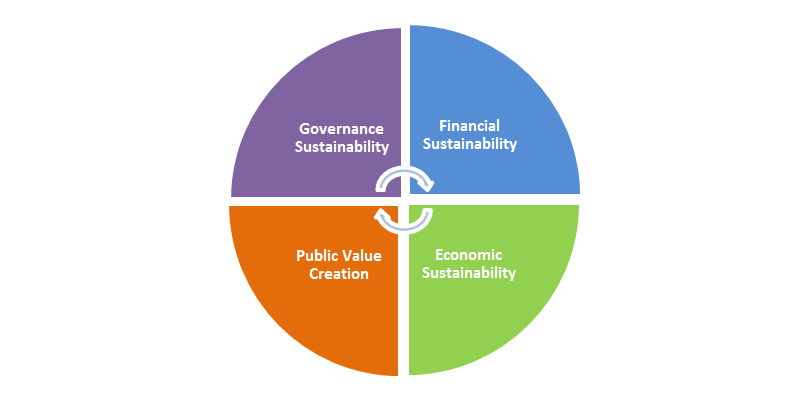 Governance
Sustainability
Financial
Sustainability
Public Value
Creation
Economic
Sustainability